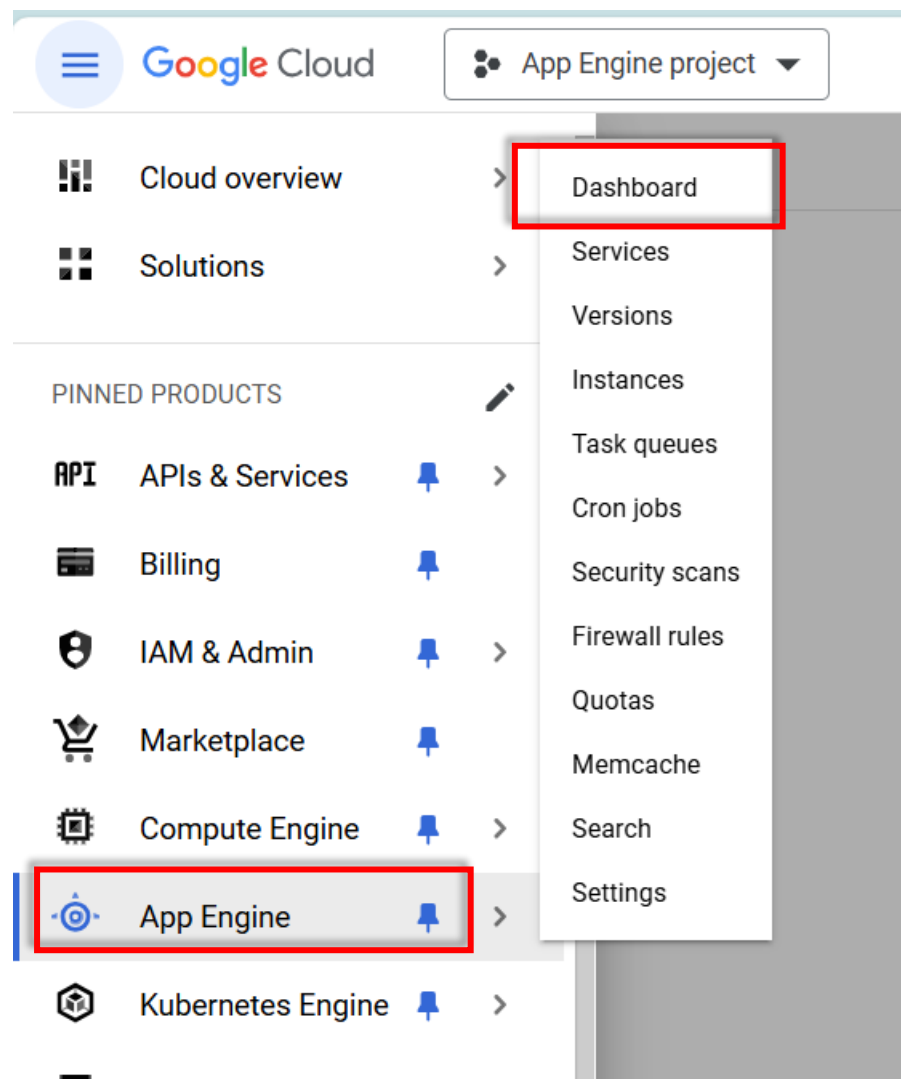 Google Cloud
App Engine project
Cloud overview
Solutions
PINNED PRODUCTS
API APIs & Services
Billing
IAM & Admin
Marketplace
Compute Engine
App Engine
Kubernetes Engine
Dashboard
Services
Versions
Instances
Task queues
Cron jobs
Security scans
Firewall rules
Quotas
Memcache
Search
Settings